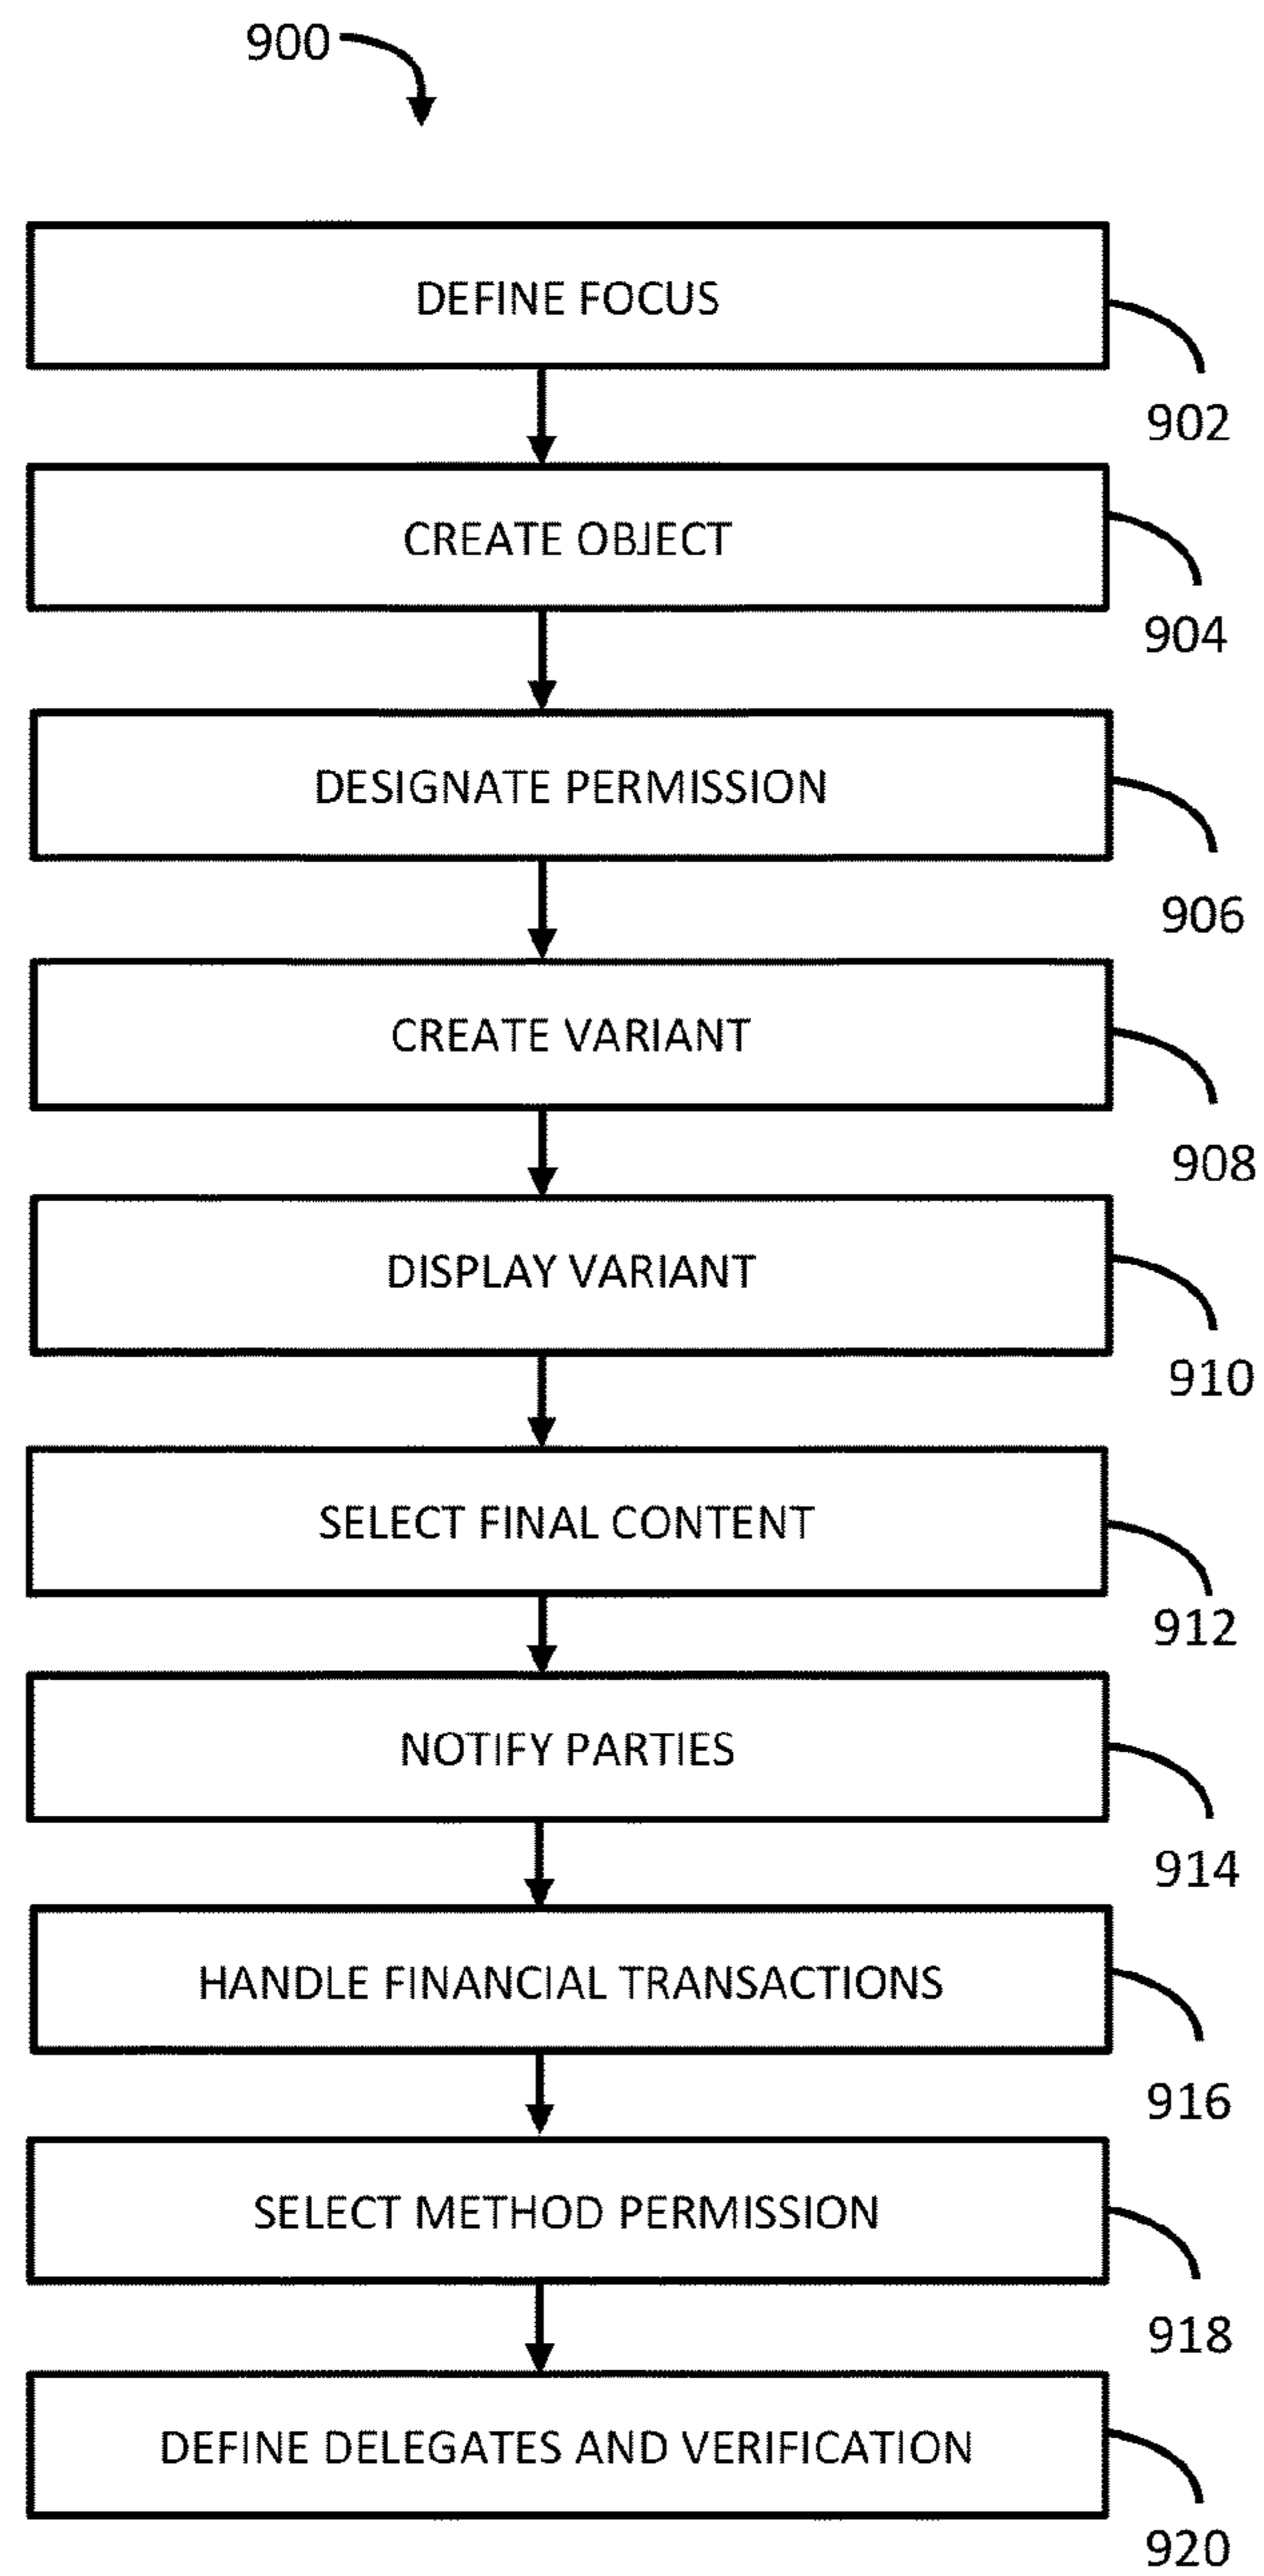 900
DEFINE FOCUS
902
CREATE OBJECT
904
DESIGNATE PERMISSION
906
CREATE VARIANT
908
DISPLAY VARIANT
910
SELECT FINAL CONTENT
912
NOTIFY PARTIES
914
HANDLE FINANCIAL TRANSACTIONS
916
SELECT METHOD PERMISSION
918
DEFINE DELEGATES AND VERIFICATION
920